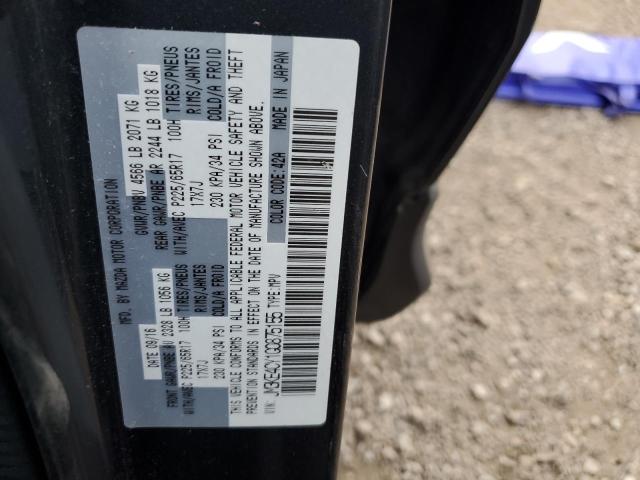 MFD. BY MAZDA MOTOR CORPORATION
DATE 09/16 GVWR/PNBV 4566 LB 2071 KG
FRONT GAWR/PNBE AV 2328 LB 1056 KG REAR GAWR/PNBE AR 2244 LB 1018 KG
WITH/AVEC P225/65R17 100H TIRES/PNEUS WITH/AVEC P225/65R17 100H TIRES/PNEUS
17X7J RIMS/JANTES 17X7J RIMS/JANTES
230 KPA/34 PSI COLD/A FROID 230 KPA/34 PSI COLD/A FROID
THIS VEHICLE CONFORMS TO ALL APPLICABLE FEDERAL MOTOR VEHICLE SAFETY AND THEFT
PREVENTION STANDARDS IN EFFECT ON THE DATE OF MANUFACTURE SHOWN ABOVE.
VIN: TYPE:MPV COLOR CODE:42A MADE IN JAPAN